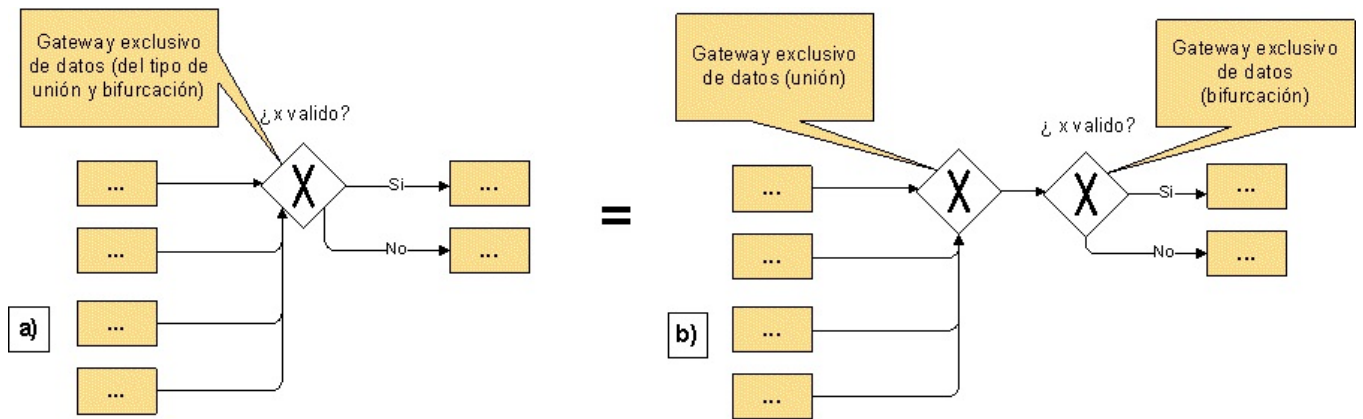 Gateway exclusivo
de datos (del tipo de
unión y bifurcación)
¿ x valido?
...
...
...
...
X
Si
No
...
...
a)
=
Gateway exclusivo
de datos (unión)
Gateway exclusivo
de datos
(bifurcación)
¿ x valido?
...
...
...
...
X
X
Si
No
...
...
b)